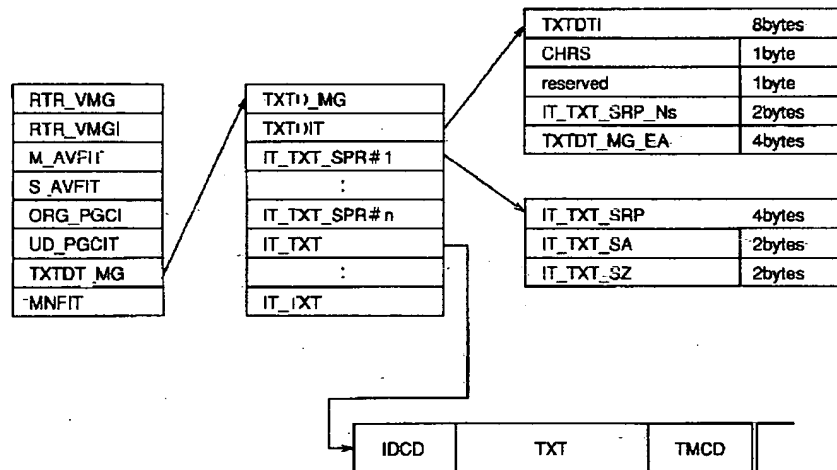 RTR_VMG
RTR_VMGI
M_AVFIT
S_AVFIT
ORG_PGCI
UD_PGCIT
TXTDT_MG
MNFIT
TXTD_MG
TXTDIT
IT_TXT_SPR#1
:
IT_TXT_SPR#n
IT_TXT
:
IT_TXT
TXTDTI 8bytes
CHRS 1byte
reserved 1byte
IT_TXT_SRP_Ns 2bytes
TXTDT_MG_EA 4bytes
IT_TXT_SRP 4bytes
IT_TXT_SA 2bytes
IT_TXT_SZ 2bytes
IDCD TXT TMCD